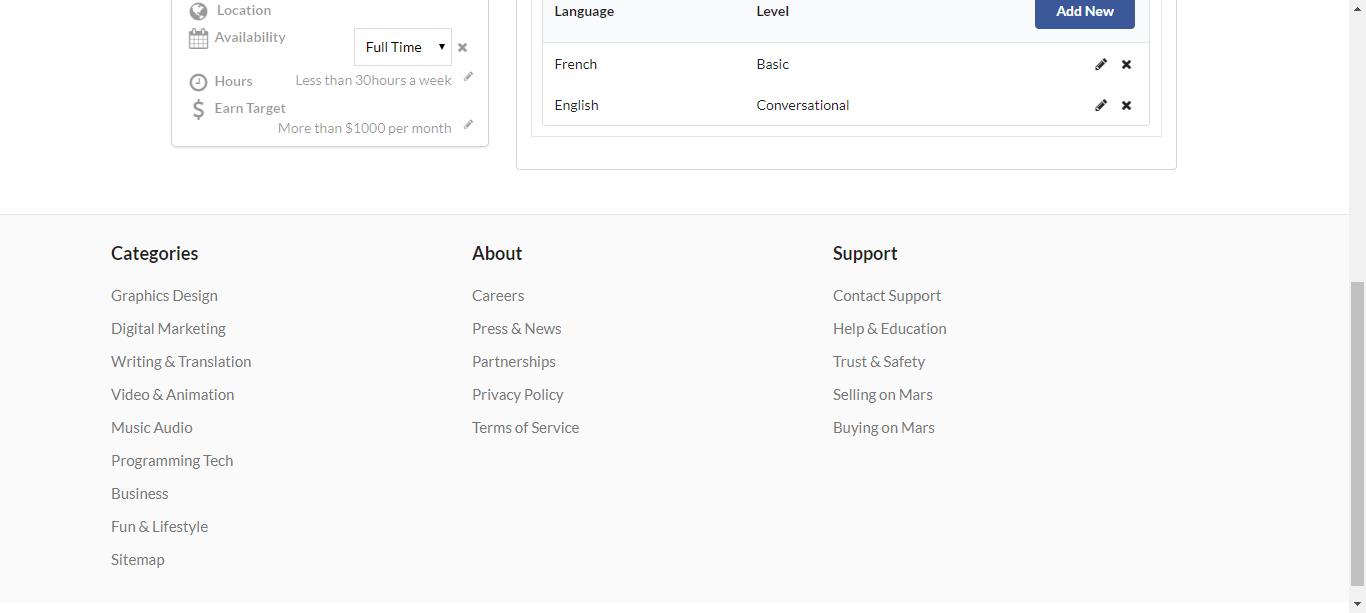 Location
Availability
Full Time
Hours
Less than 30hours a week
Earn Target
More than $1000 per month
Language Level Add New
French Basic
English Conversational
Categories
Graphics Design
Digital Marketing
Writing & Translation
Video & Animation
Music Audio
Programming Tech
Business
Fun & Lifestyle
Sitemap
About
Careers
Press & News
Partnerships
Privacy Policy
Terms of Service
Support
Contact Support
Help & Education
Trust & Safety
Selling on Mars
Buying on Mars